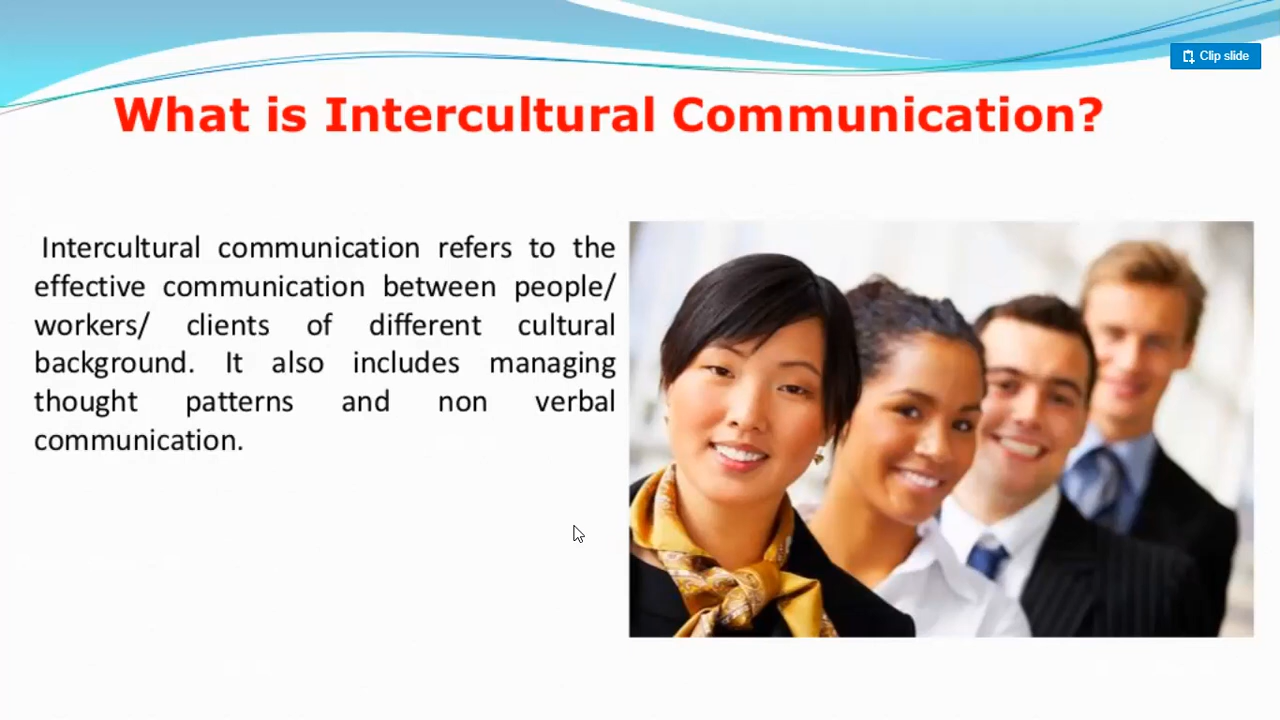 Clip slide
What is Intercultural Communication?
Intercultural communication refers to the
effective communication between people/
workers/ clients of different cultural
background. It also includes managing
thought patterns and non verbal
communication.